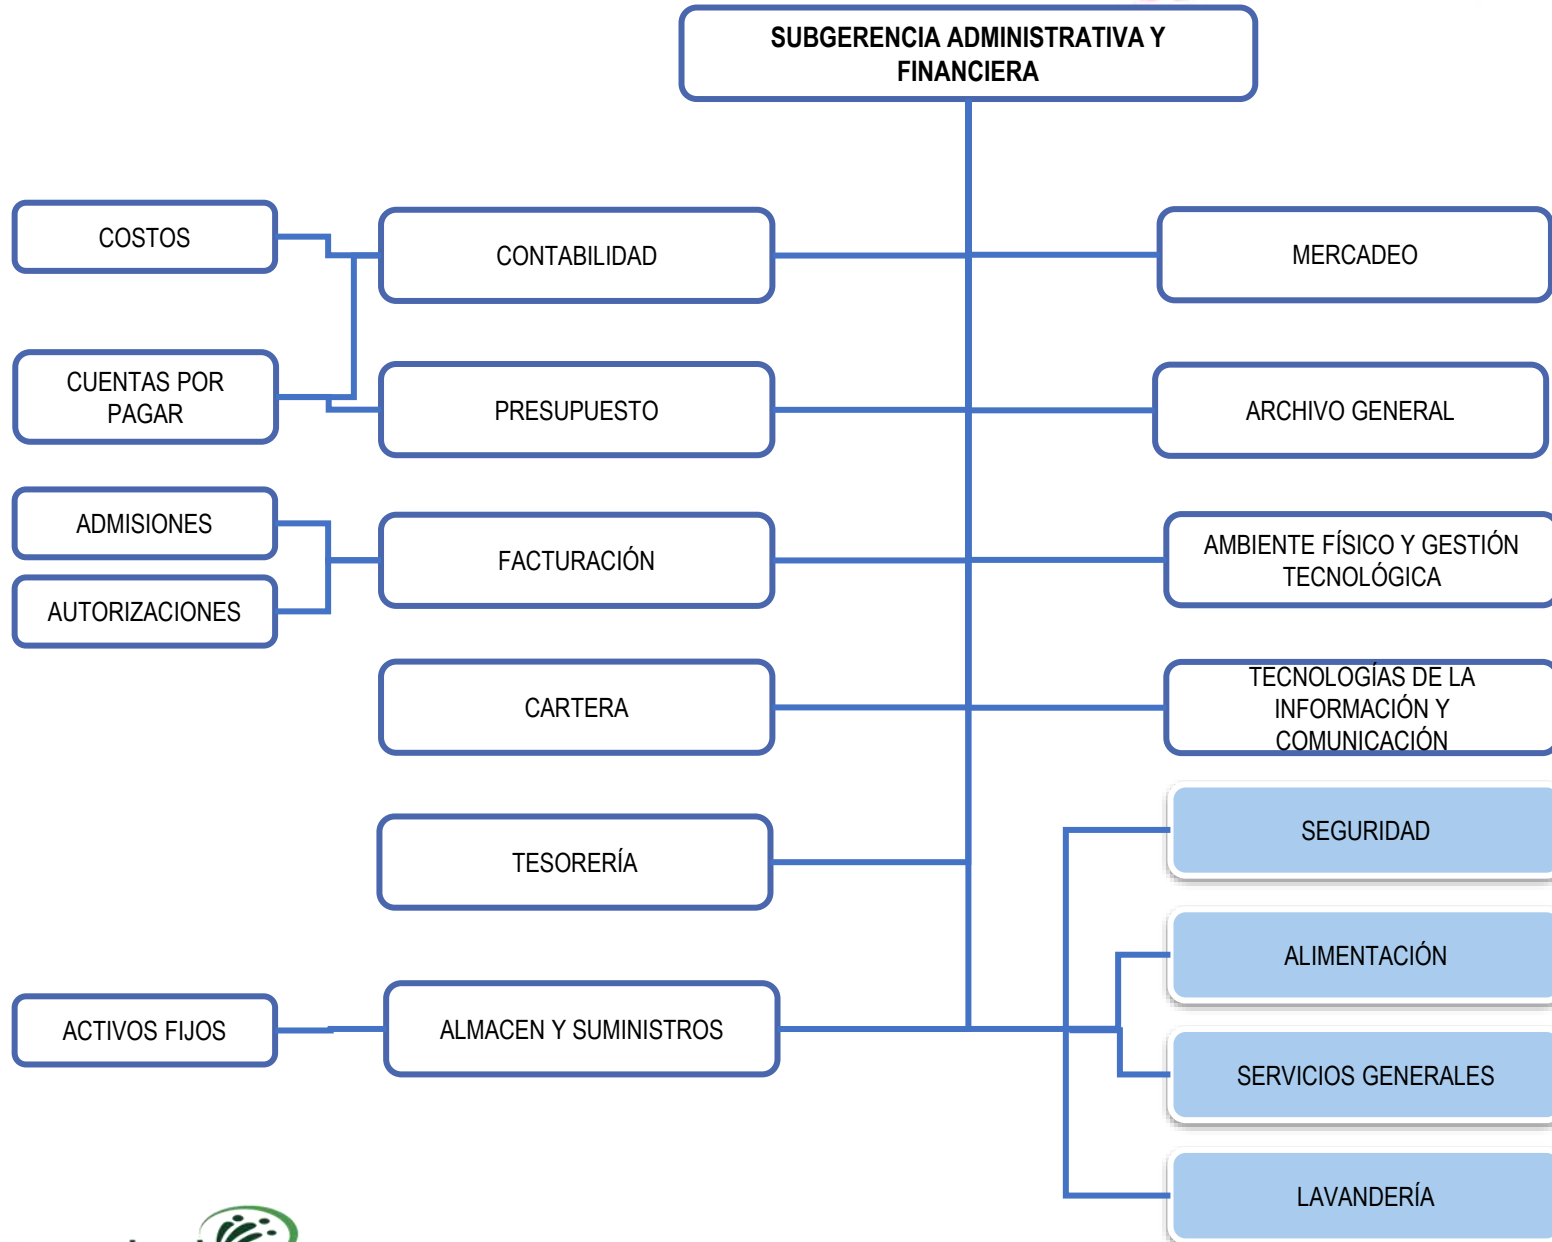 SUBGERENCIA ADMINISTRATIVA Y
FINANCIERA
COSTOS
CONTABILIDAD
MERCADEO
CUENTAS POR
PAGAR
PRESUPUESTO
ARCHIVO GENERAL
ADMISIONES
AUTORIZACIONES
FACTURACIÓN
AMBIENTE FÍSICO Y GESTIÓN
TECNOLÓGICA
CARTERA
TECNOLOGÍAS DE LA
INFORMACIÓN Y
COMUNICACIÓN
TESORERÍA
SEGURIDAD
ALIMENTACIÓN
ACTIVOS FIJOS
ALMACEN Y SUMINISTROS
SERVICIOS GENERALES
LAVANDERÍA